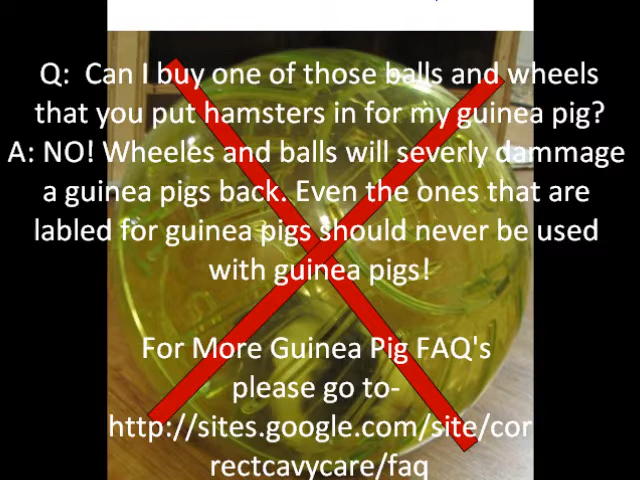 Q: Can I buy one of those balls and wheels
that you put hamsters in for my guinea pig?
A: NO! Wheeles and balls will severly dammage
a guinea pigs back. Even the ones that are
labled for guinea pigs should never be used
with guinea pigs!
For More Guinea Pig FAQ's
please go to-
http://sites.google.com/site/cor
rectcavycare/faq